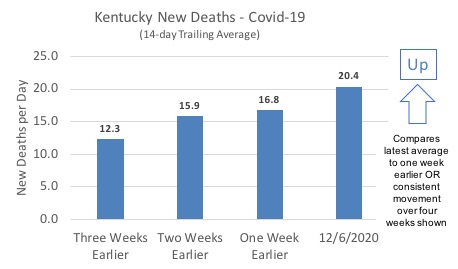 Kentucky New Deaths - Covid-19
(14-day Trailing Average)
New Deaths per Day
25.0
20.0
15.0
10.0
5.0
0.0
12.3
15.9
16.8
20.4
Three Weeks
Earlier
Two Weeks
Earlier
One Week
Earlier
12/6/2020
Up
Compares
latest average
to one week
earlier OR
consistent
movement
over four
weeks shown